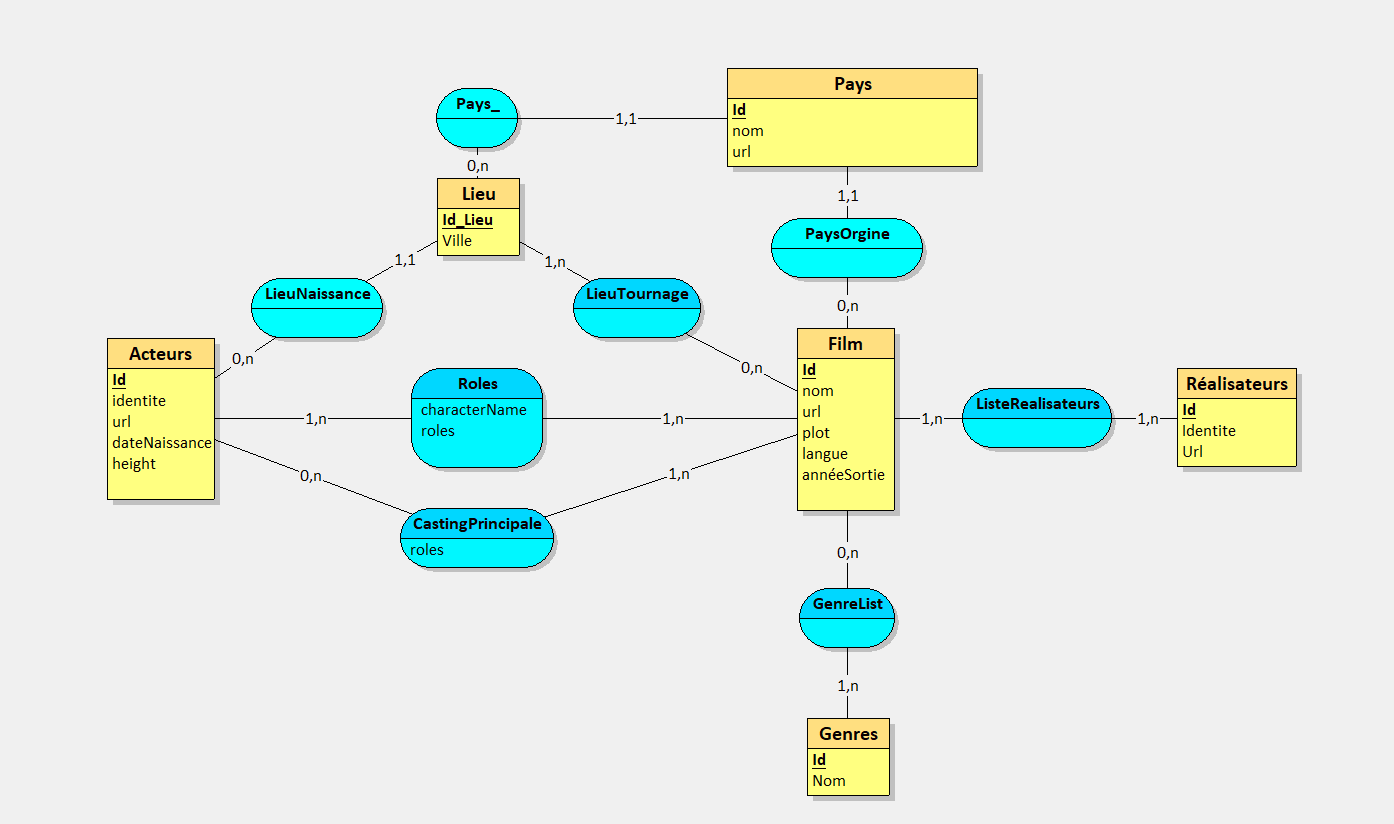 Pays
Id
nom
url
Pays_
1,1
0,n
Lieu
Id_Lieu
Ville
1,1
PaysOrgine
0,n
1,1
LieuNaissance
0,n
1,n
LieuTournage
0,n
Acteurs
Id
identite
url
dateNaissance
height
1,n
Roles
characterName
roles
1,n
0,n
CastingPrincipale
roles
1,n
Film
Id
nom
url
plot
langue
annéeSortie
1,n
ListeRealisateurs
1,n
Réalisateurs
Id
Identite
Url
0,n
GenreList
1,n
Genres
Id
Nom